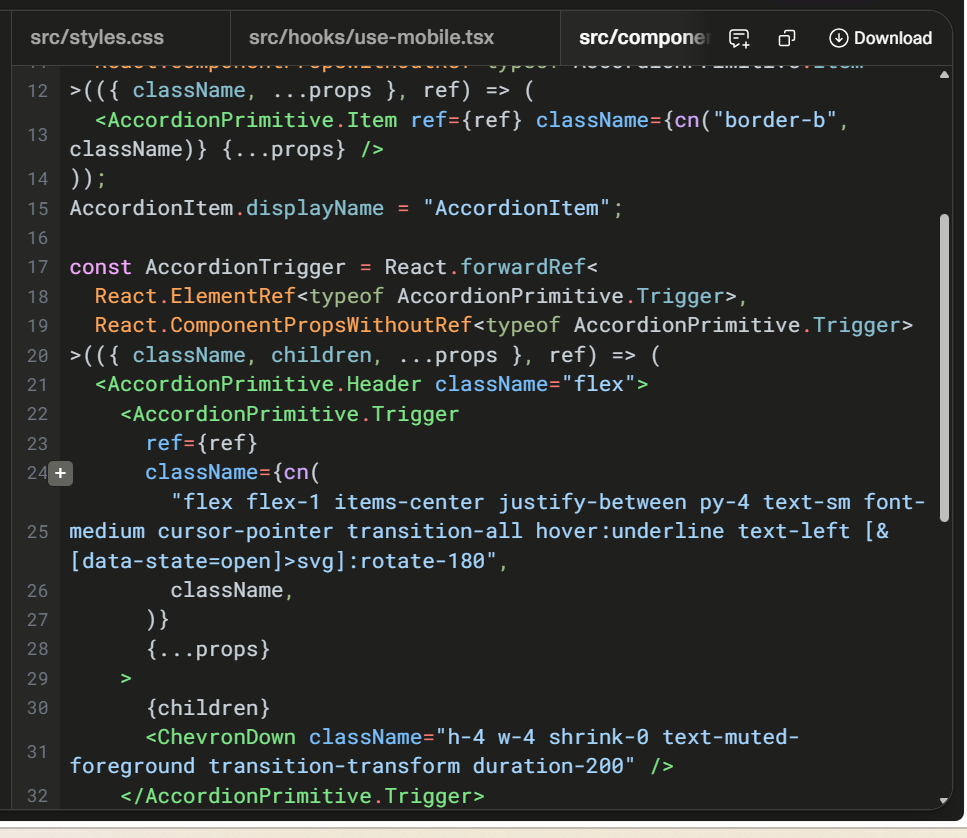 src/styles.css
src/hooks/use-mobile.tsx
src/compone
Download
12 >(({ className, ...props }, ref) => (
<AccordionPrimitive.Item ref={ref} className={cn("border-b",
13
className)} {...props} />
14 ));
15 AccordionItem.displayName = "AccordionItem";
16
17 const AccordionTrigger = React.forwardRef<
18 React.ElementRef<typeof AccordionPrimitive.Trigger>,
19 React.ComponentPropsWithoutRef<typeof AccordionPrimitive.Trigger>
20 >(({ className, children, ...props }, ref) => (
21 <AccordionPrimitive.Header className="flex">
22 <AccordionPrimitive.Trigger
23 ref={ref}
24 + className={cn(
"flex flex-1 items-center justify-between py-4 text-sm font-
25 medium cursor-pointer transition-all hover:underline text-left [&
[data-state=open]>svg]:rotate-180",
26 className,
27 )}
28 {...props}
29 >
30 {children}
<ChevronDown className="h-4 w-4 shrink-0 text-muted-
31
foreground transition-transform duration-200" />
32 </AccordionPrimitive.Trigger>